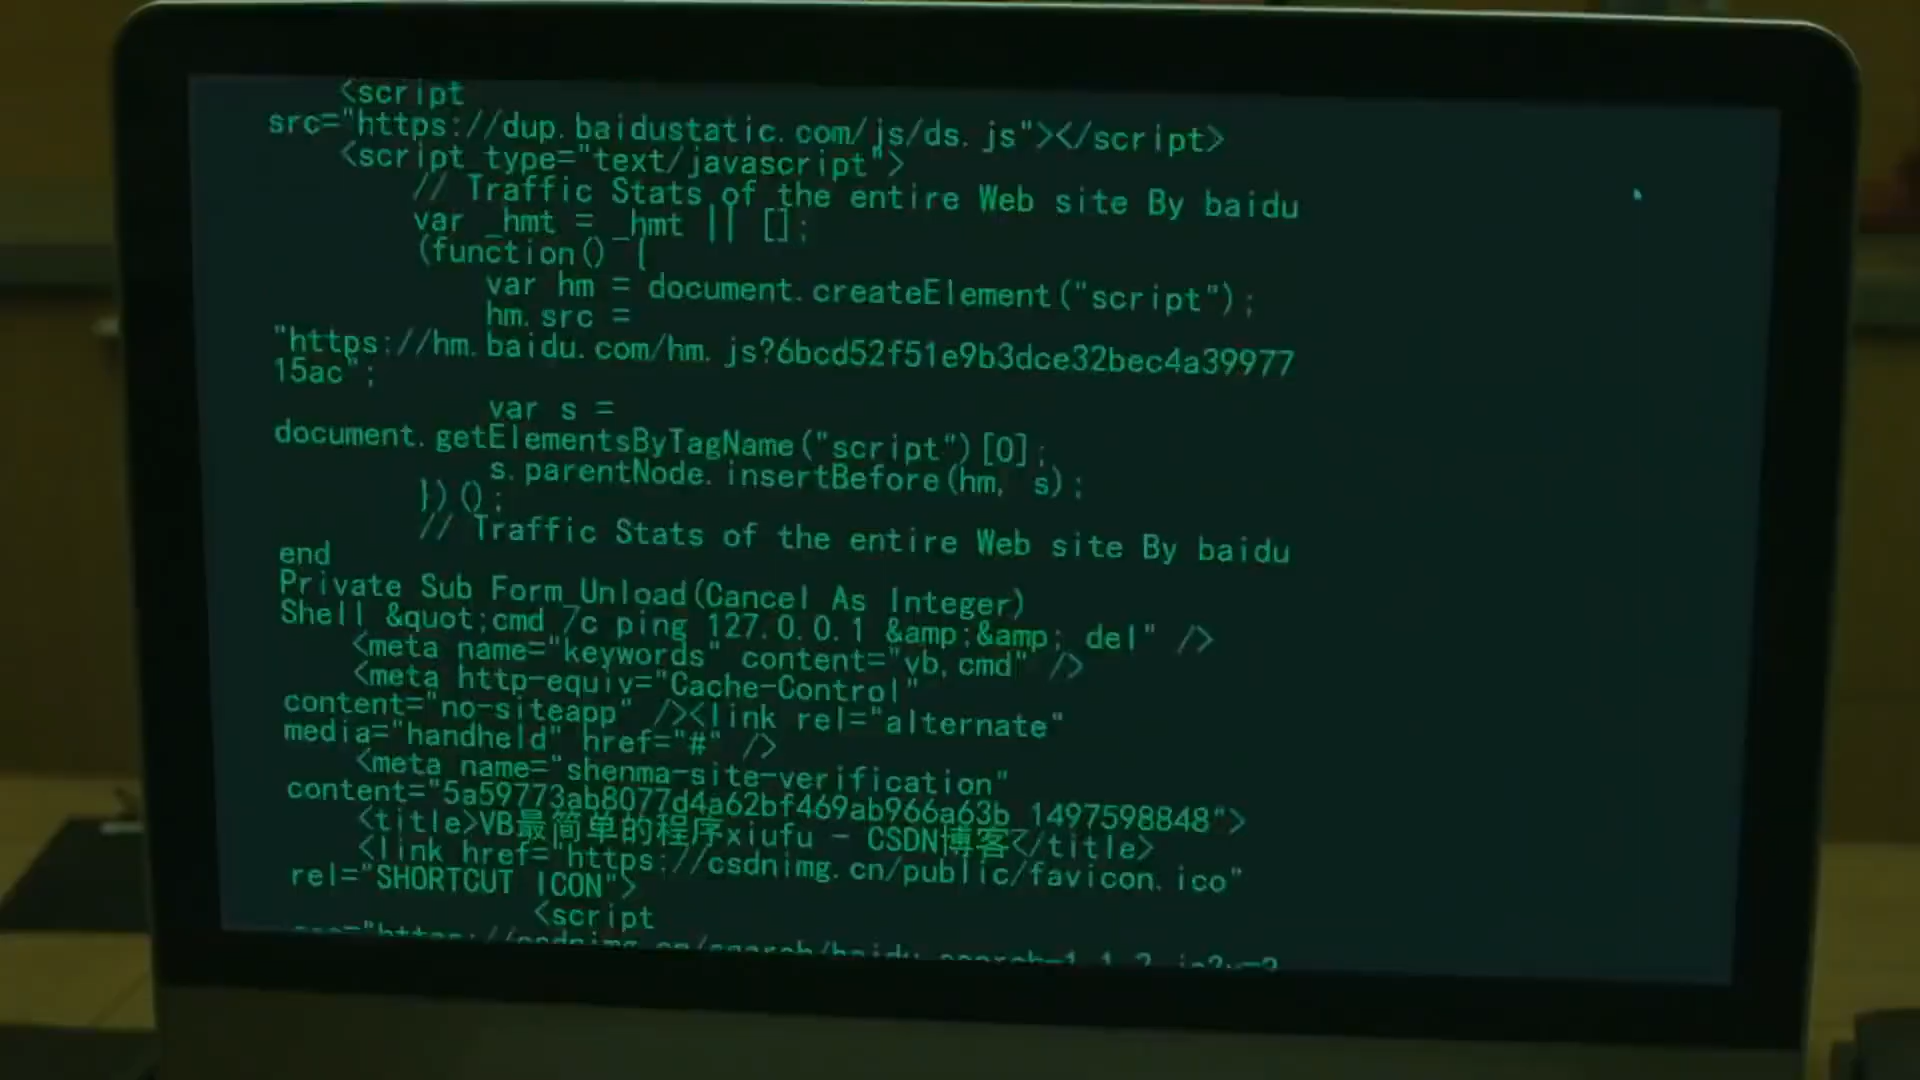 <script
src="https://dup.baidustatic.com/js/ds.js"></script>
<script type="text/javascript">
// Traffic Stats of the entire Web site By baidu
var _hmt = _hmt || [];
(function() {
var hm = document.createElement("script");
hm.src =
"https://hm.baidu.com/hm.js?6bcd52f51e9b3dce32bec4a39977
15ac";
var s =
document.getElementsByTagName("script")[0];
s.parentNode.insertBefore(hm, s);
})();
// Traffic Stats of the entire Web site By baidu
end
Private Sub Form_Unload(Cancel As Integer)
Shell &quot;cmd /c ping 127.0.0.1 &amp;&amp; del" />
<meta name="keywords" content="vb,cmd" />
<meta http-equiv="Cache-Control"
content="no-siteapp" /><link rel="alternate"
media="handheld" href="#" />
<meta name="shenma-site-verification"
content="5a59773ab8077d4a62bf469ab966a63b_1497598848">
<title>VB最简单的程序xiufu - CSDN博客</title>
<link href="https://csdnimg.cn/public/favicon.ico"
rel="SHORTCUT ICON">
<script